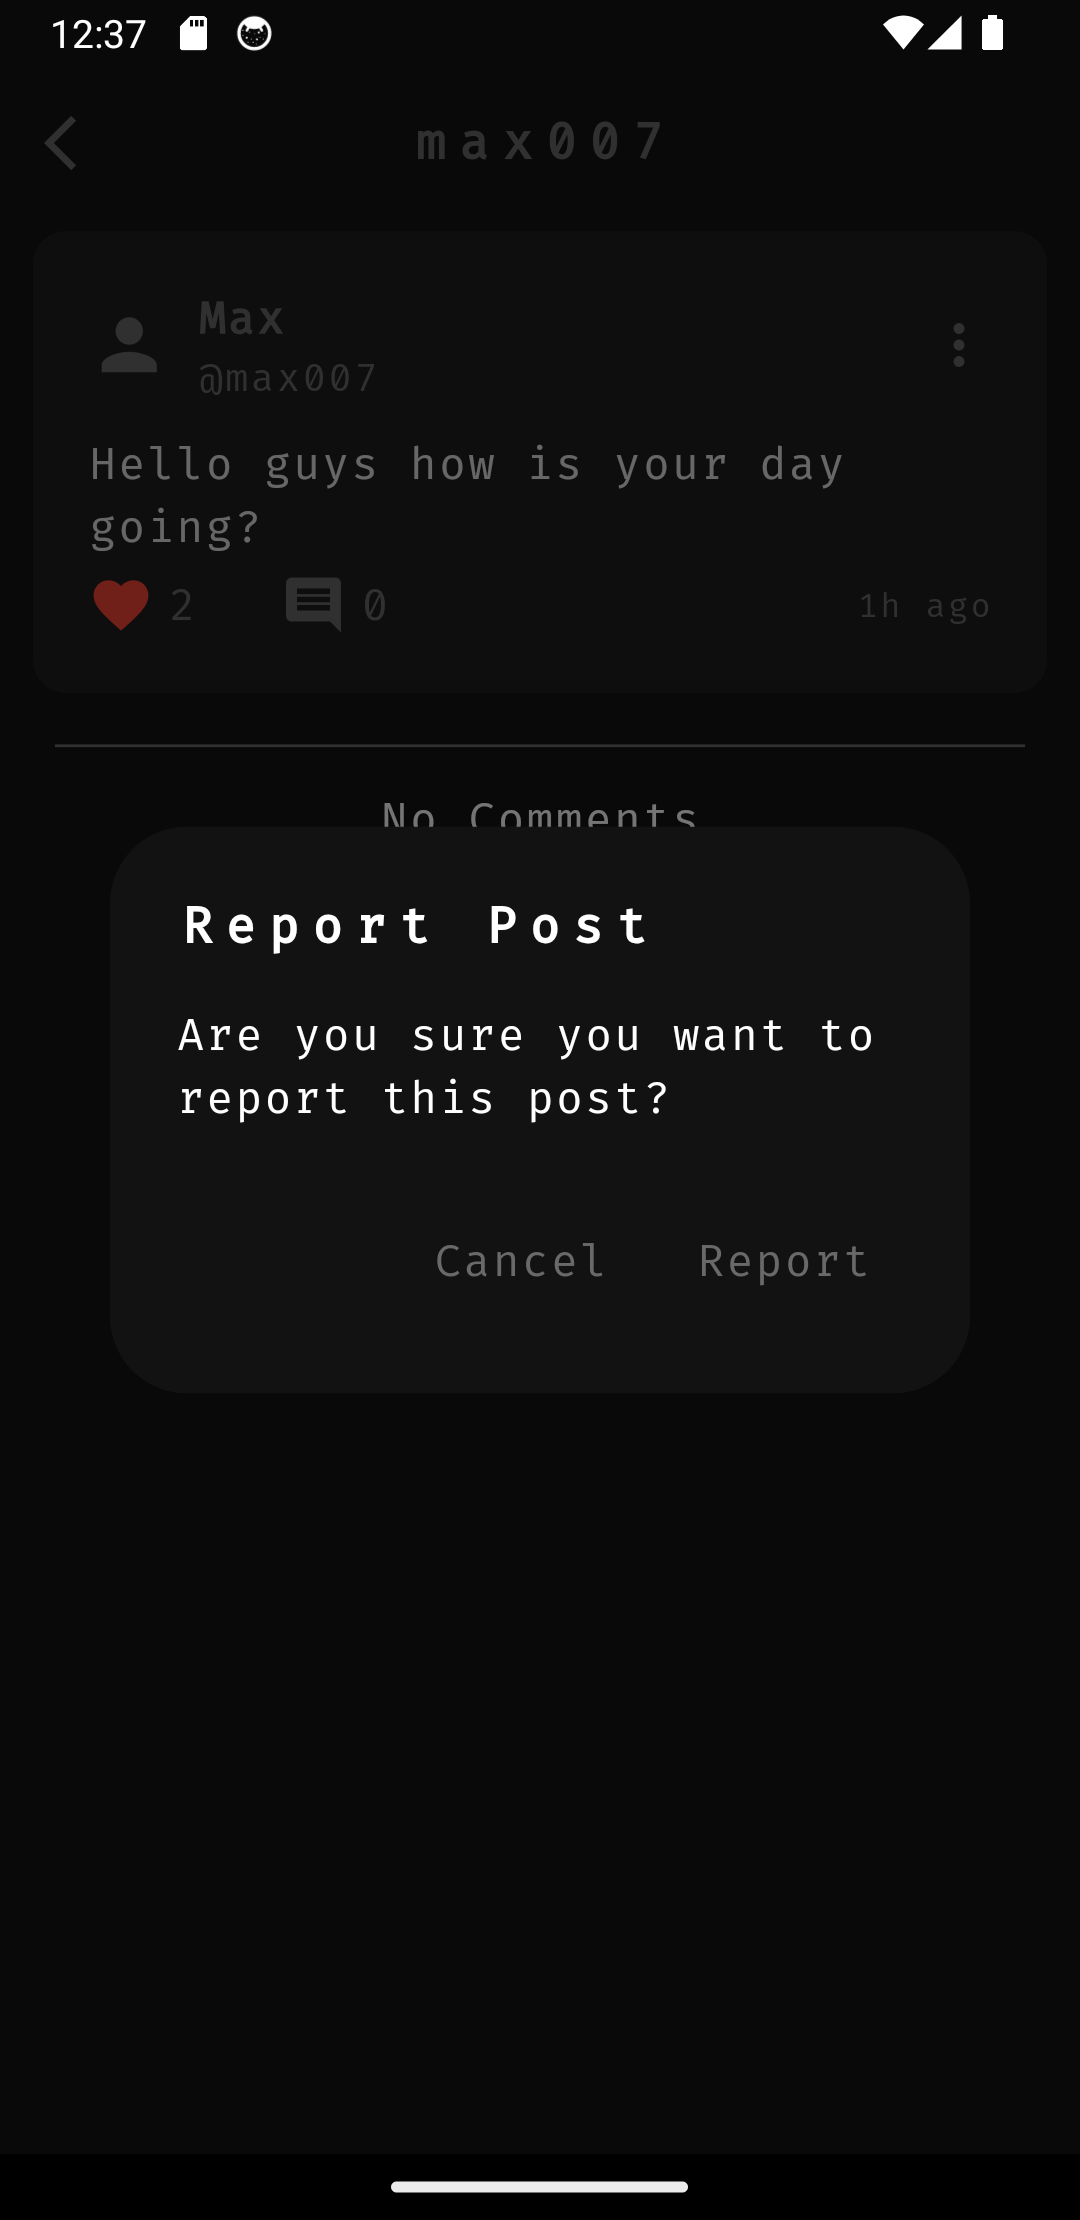 12:37
max007
Max
@max007
Hello guys how is your day
going?
2
0
1h ago
No Comments
Report Post
Are you sure you want to
report this post?
Cancel
Report